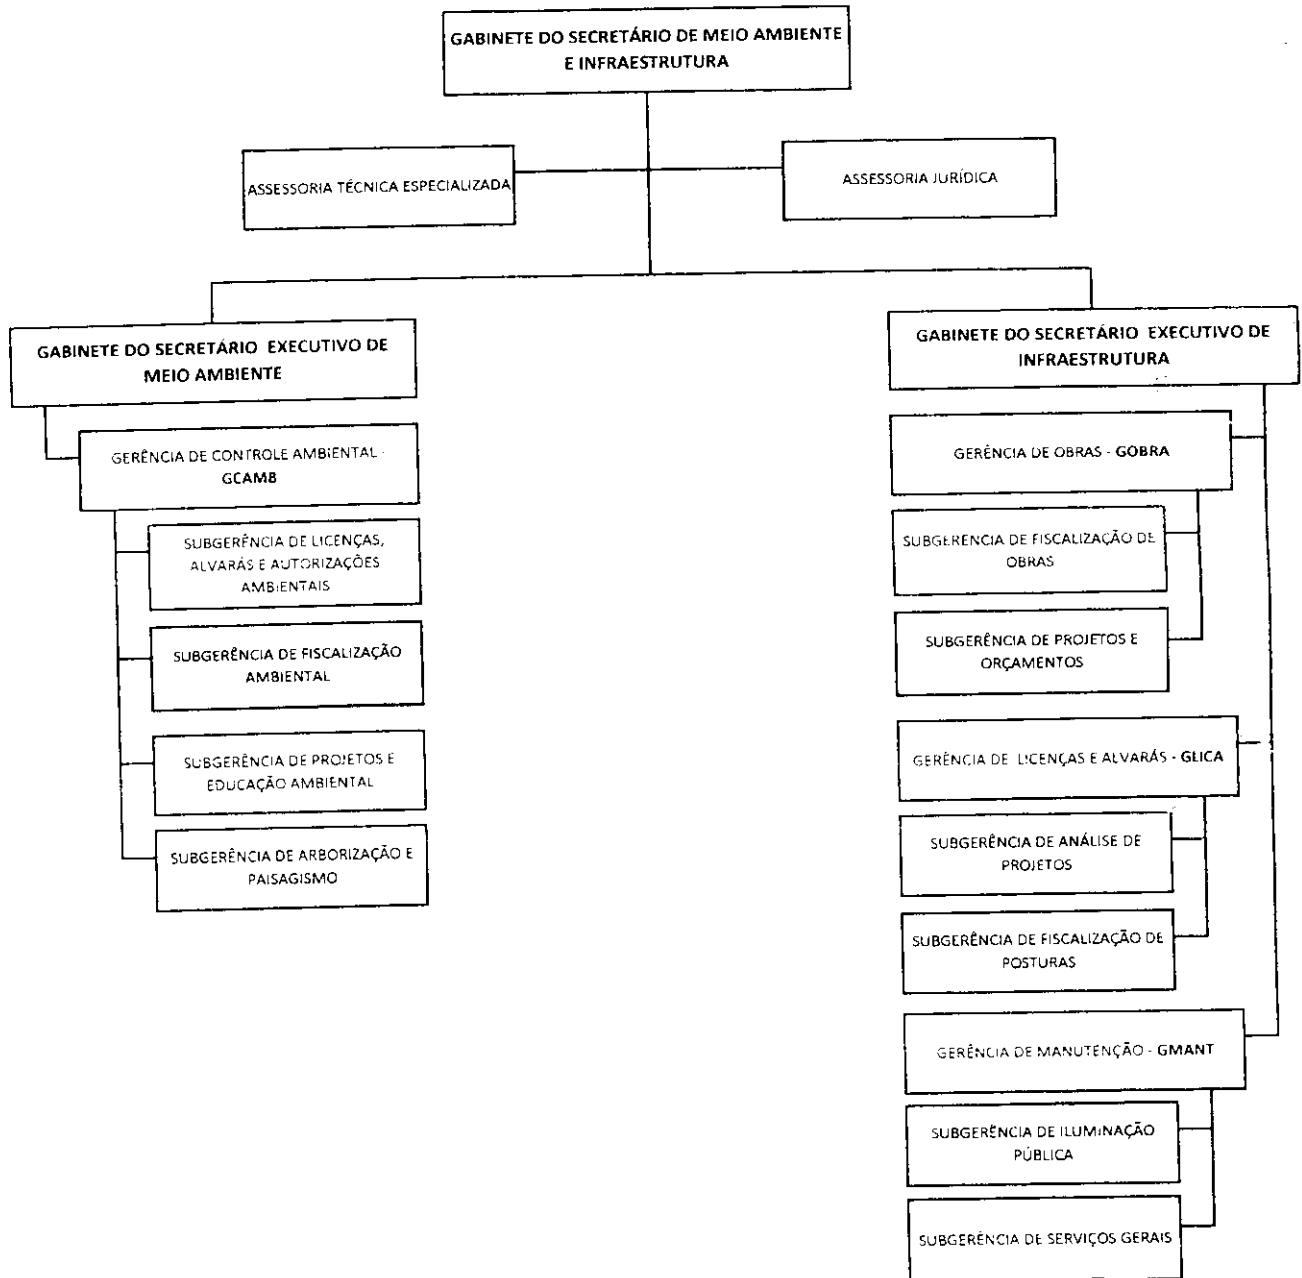 GABINETE DO SECRETÁRIO DE MEIO AMBIENTE
E INFRAESTRUTURA
ASSESSORIA TÉCNICA ESPECIALIZADA
ASSESSORIA JURÍDICA
GABINETE DO SECRETÁRIO EXECUTIVO DE
MEIO AMBIENTE
GERÊNCIA DE CONTROLE AMBIENTAL -
GCAMB
SUBGERÊNCIA DE LICENÇAS,
ALVARÁS E AUTORIZAÇÕES
AMBIENTAIS
SUBGERÊNCIA DE FISCALIZAÇÃO
AMBIENTAL
SUBGERÊNCIA DE PROJETOS E
EDUCAÇÃO AMBIENTAL
SUBGERÊNCIA DE ARBORIZAÇÃO E
PAISAGISMO
GABINETE DO SECRETÁRIO EXECUTIVO DE
INFRAESTRUTURA
GERÊNCIA DE OBRAS - GOBRA
SUBGERENCIA DE FISCALIZAÇÃO DE
OBRAS
SUBGERÊNCIA DE PROJETOS E
ORÇAMENTOS
GERÊNCIA DE LICENÇAS E ALVARÁS - GLICA
SUBGERÊNCIA DE ANÁLISE DE
PROJETOS
SUBGERÊNCIA DE FISCALIZAÇÃO DE
POSTURAS
GERÊNCIA DE MANUTENÇÃO - GMANT
SUBGERÊNCIA DE ILUMINAÇÃO
PÚBLICA
SUBGERÊNCIA DE SERVIÇOS GERAIS